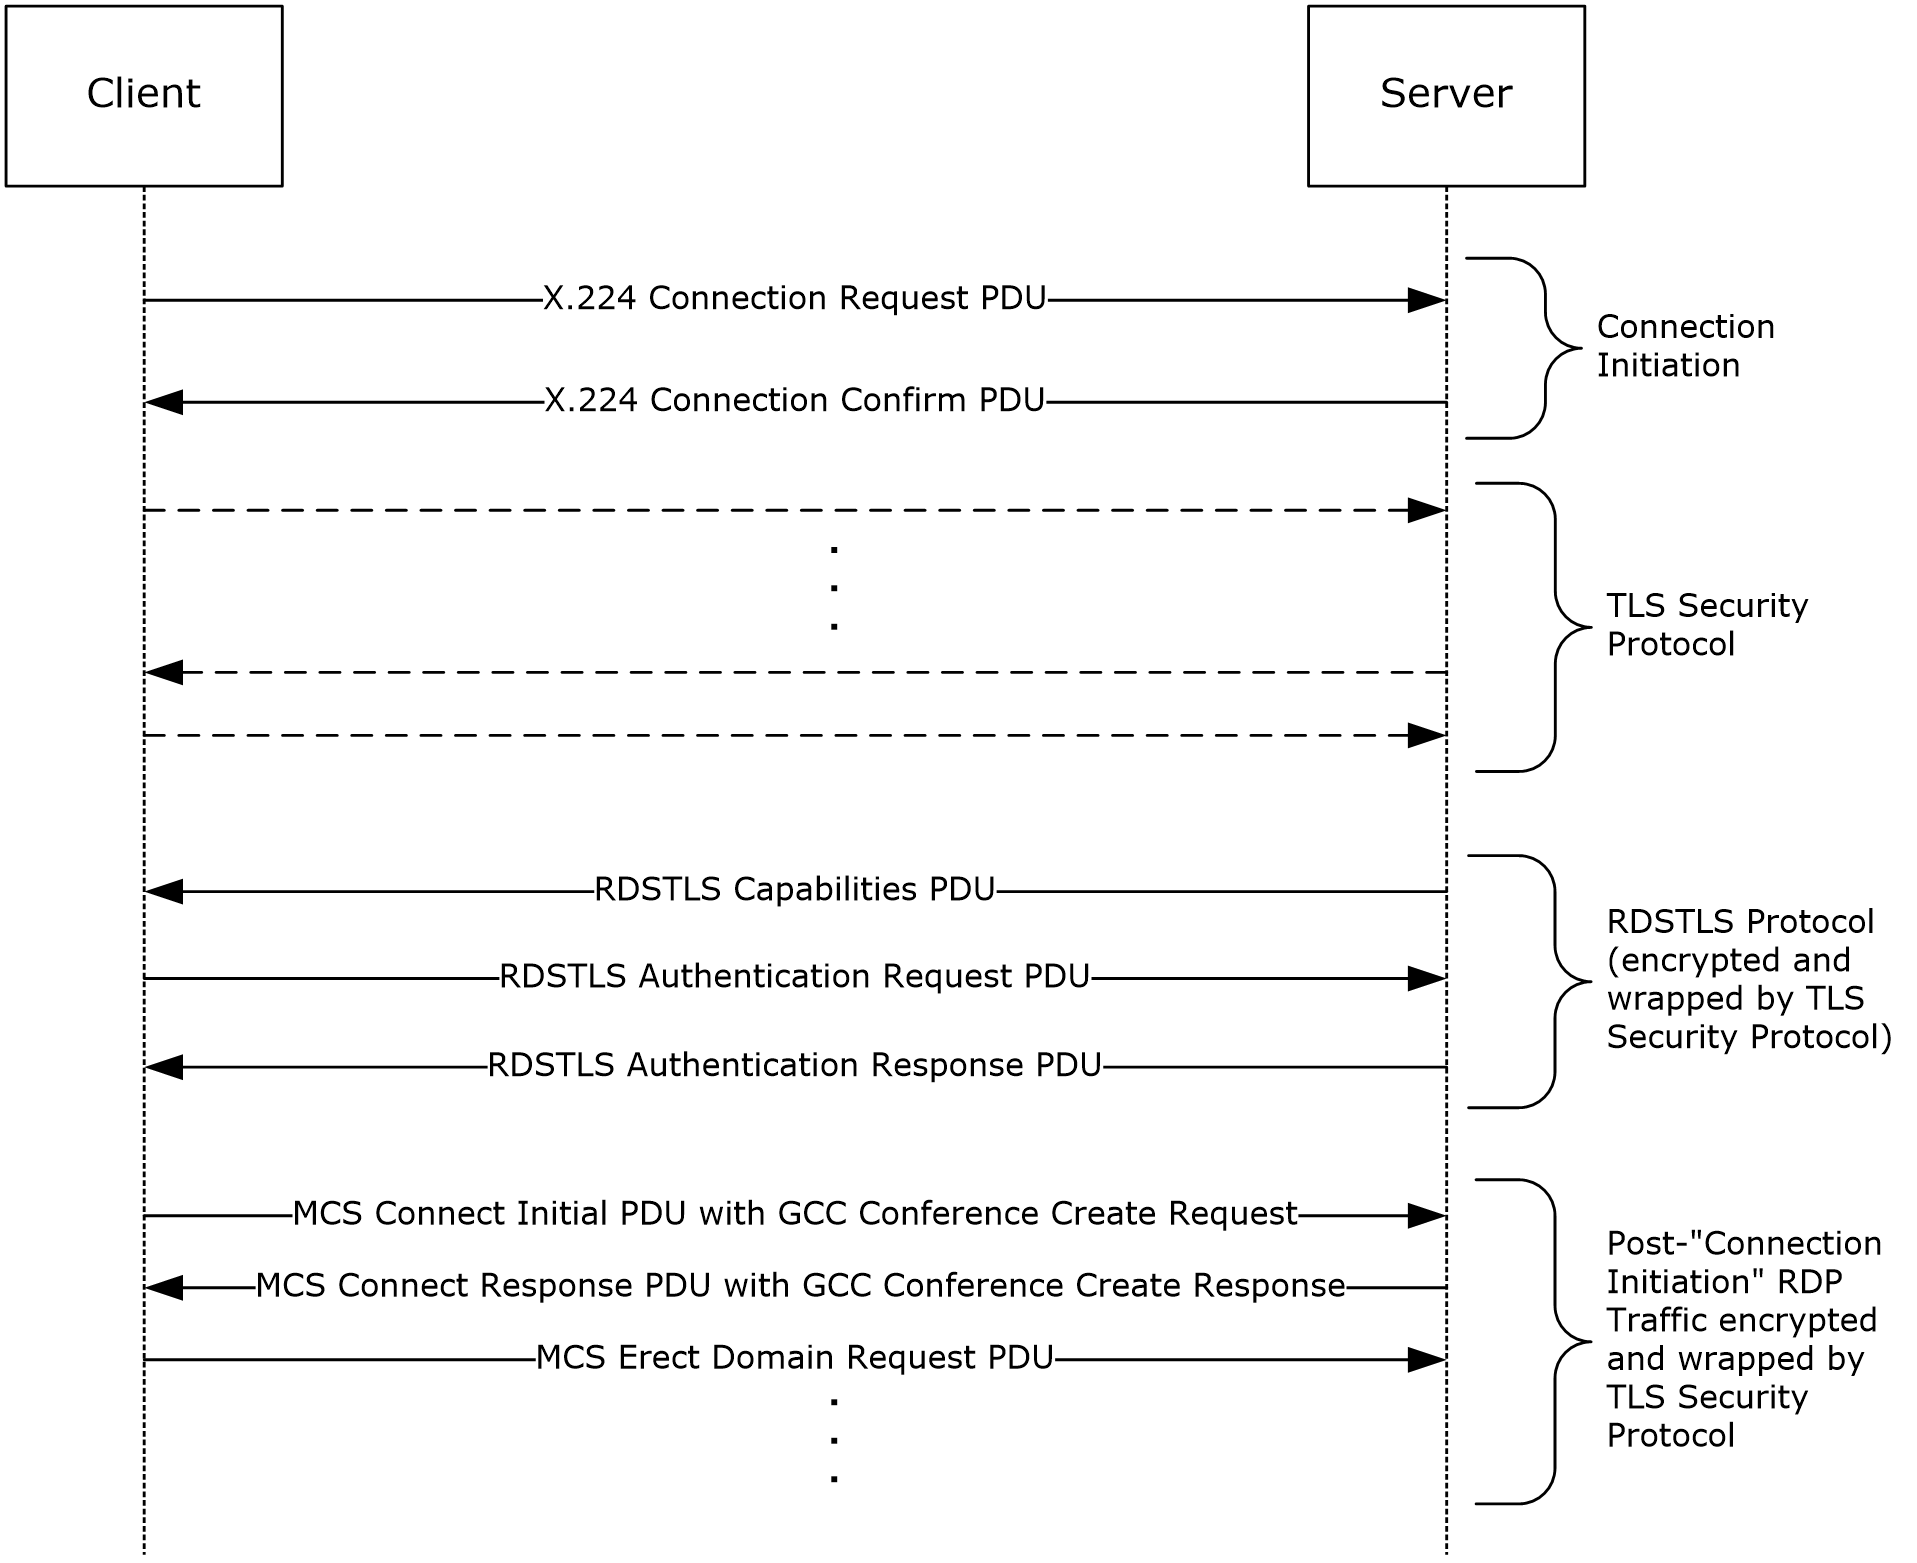 Client
Server
X.224 Connection Request PDU
Connection
Initiation
X.224 Connection Confirm PDU
.
.
.
TLS Security
Protocol
RDSTLS Capabilities PDU
RDSTLS Authentication Request PDU
RDSTLS Authentication Response PDU
RDSTLS Protocol
(encrypted and
wrapped by TLS
Security Protocol)
MCS Connect Initial PDU with GCC Conference Create Request
MCS Connect Response PDU with GCC Conference Create Response
MCS Erect Domain Request PDU
.
.
.
Post-"Connection
Initiation" RDP
Traffic encrypted
and wrapped by
TLS Security
Protocol